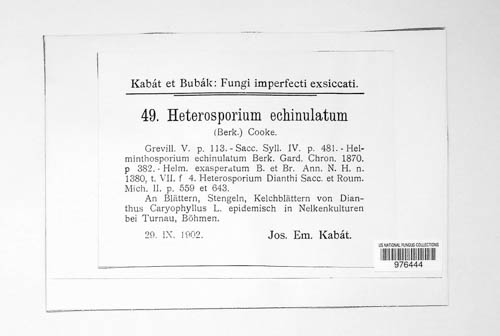 Kabát et Bubák: Fungi imperfecti exsiccati.
49. Heterosporium echinulatum
(Berk.) Cooke.
Grevill. V. p. 113. - Sacc. Syll. IV. p. 481. - Hel-
minthosporium echinulatum Berk. Gard. Chron. 1870.
p 382. - Helm. exasperatum B. et Br. Ann. N. H. n.
1380, t. VII. f 4. Heterosporium Dianthi Sacc. et Roum.
Mich. II. p. 559 et 643.
An Blättern, Stengeln, Kelchblättern von Dian-
thus Caryophyllus L. epidemisch in Nelkenkulturen
bei Turnau, Böhmen.
29. IX. 1902. Jos. Em. Kabát.
US NATIONAL FUNGUS COLLECTIONS
976444